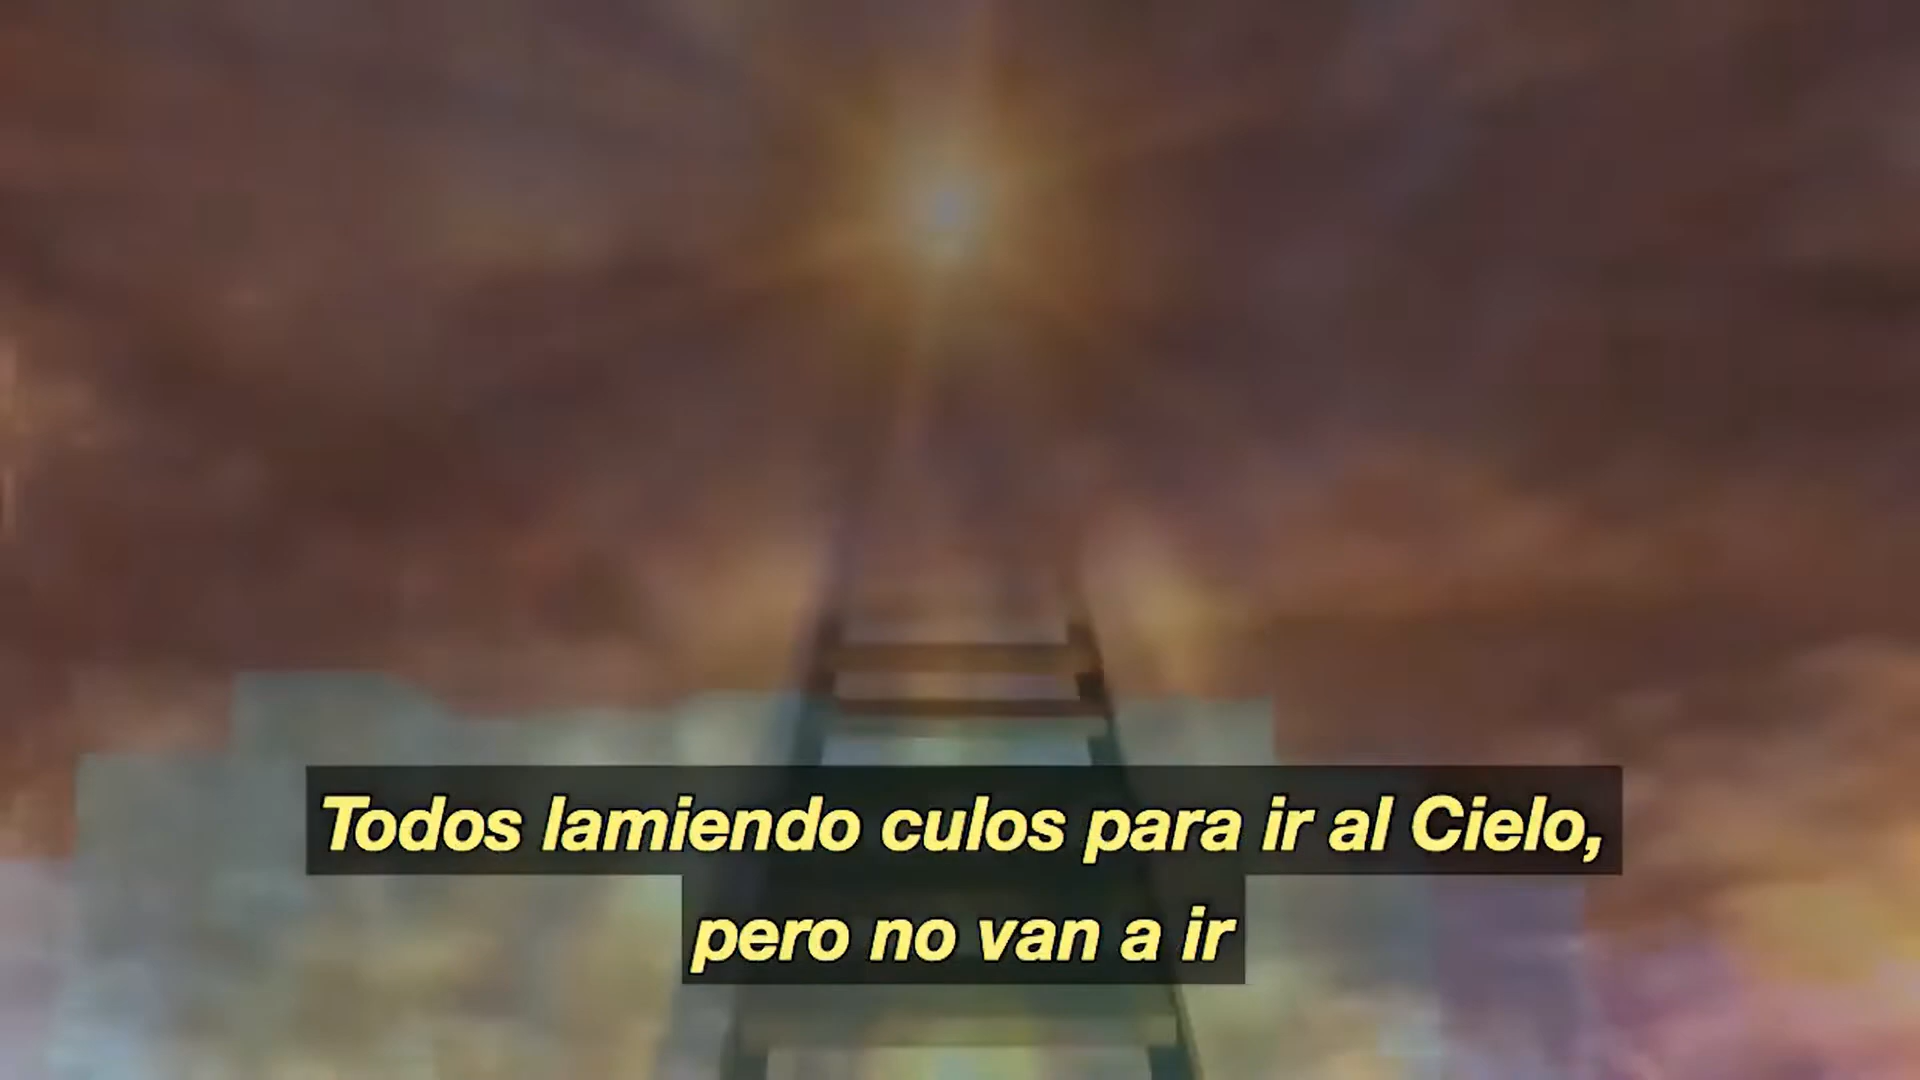 Todos lamiendo culos para ir al Cielo,
pero no van a ir